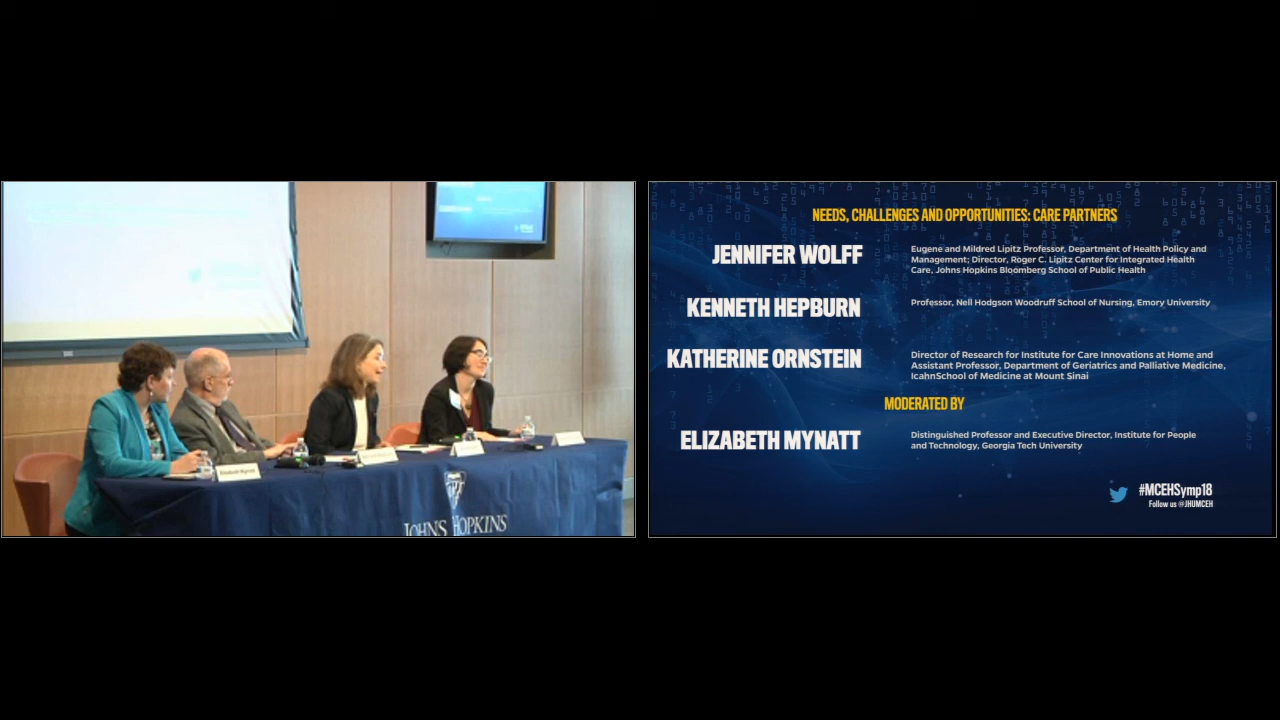 Elizabeth Mynatt
JOHNS HOPKINS
NEEDS, CHALLENGES AND OPPORTUNITIES: CARE PARTNERS
JENNIFER WOLFF
Eugene and Mildred Lipitz Professor, Department of Health Policy and
Management; Director, Roger C. Lipitz Center for Integrated Health
Care, Johns Hopkins Bloomberg School of Public Health
KENNETH HEPBURN
Professor, Nell Hodgson Woodruff School of Nursing, Emory University
KATHERINE ORNSTEIN
Director of Research for Institute for Care Innovations at Home and
Assistant Professor, Department of Geriatrics and Palliative Medicine,
IcahnSchool of Medicine at Mount Sinai
MODERATED BY
ELIZABETH MYNATT
Distinguished Professor and Executive Director, Institute for People
and Technology, Georgia Tech University
#MCEHSymp18
Follow us @JHUMCEH